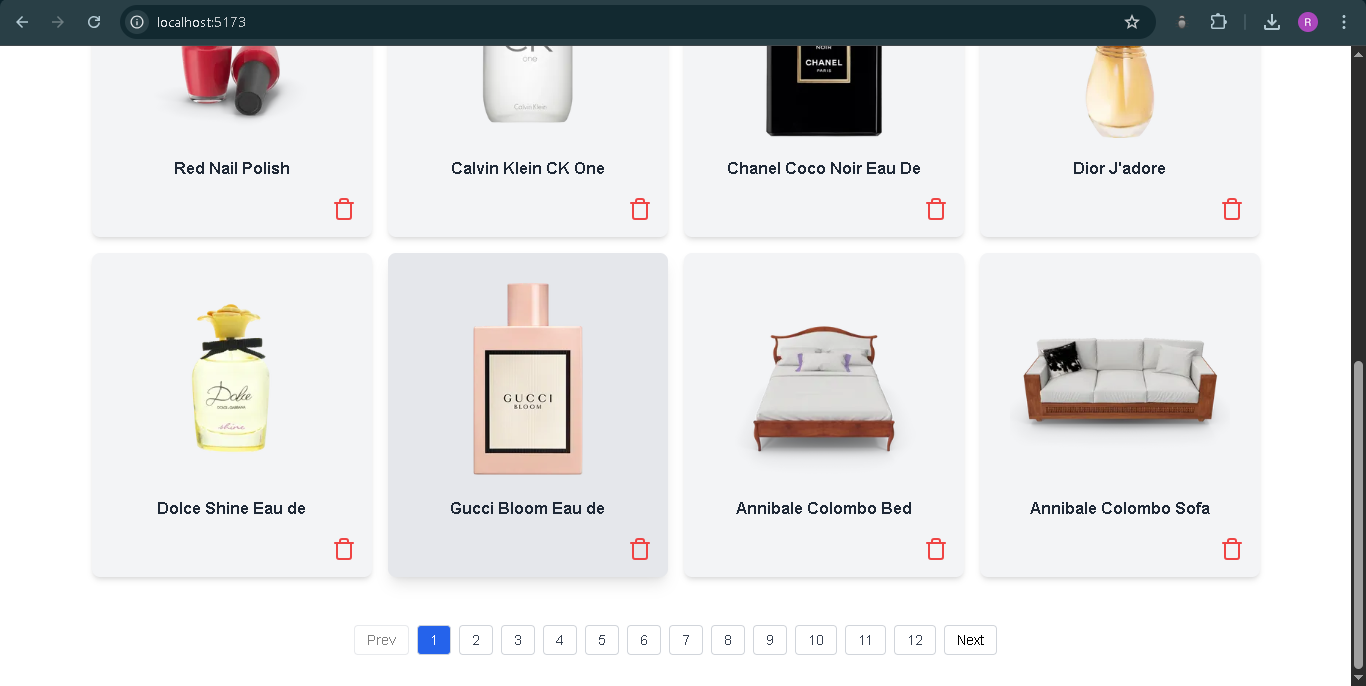 localhost:5173
R
CK
one
Calvin Klein
NOIR
CHANEL
PARIS
Red Nail Polish
Calvin Klein CK One
Chanel Coco Noir Eau De
Dior J'adore
Dolce
DOLCE & GABBANA
shine
GUCCI
BLOOM
Dolce Shine Eau de
Gucci Bloom Eau de
Annibale Colombo Bed
Annibale Colombo Sofa
Prev 1 2 3 4 5 6 7 8 9 10 11 12 Next